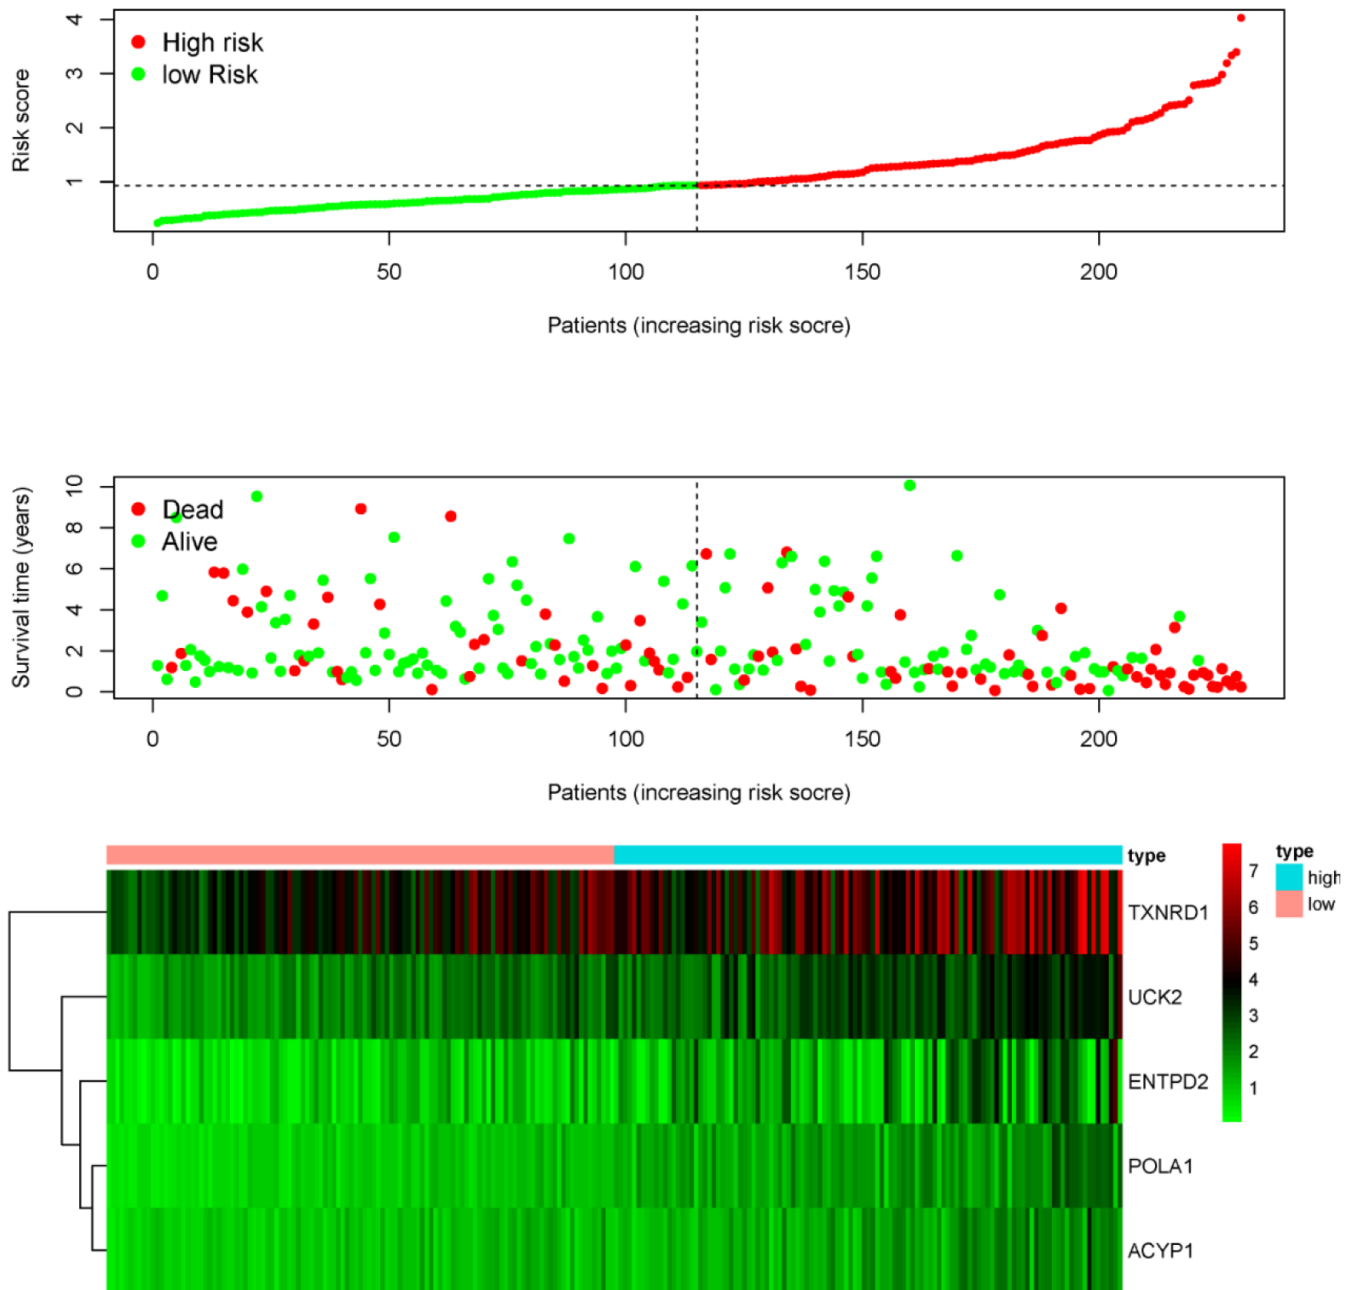 4
3
2
1
Risk score
High risk
low Risk
0 50 100 150 200
Patients (increasing risk socre)
10
8
6
4
2
0
Survival time (years)
Dead
Alive
0 50 100 150 200
Patients (increasing risk socre)
type
TXNRD1
UCK2
ENTPD2
POLA1
ACYP1
7
6
5
4
3
2
1
type
high
low